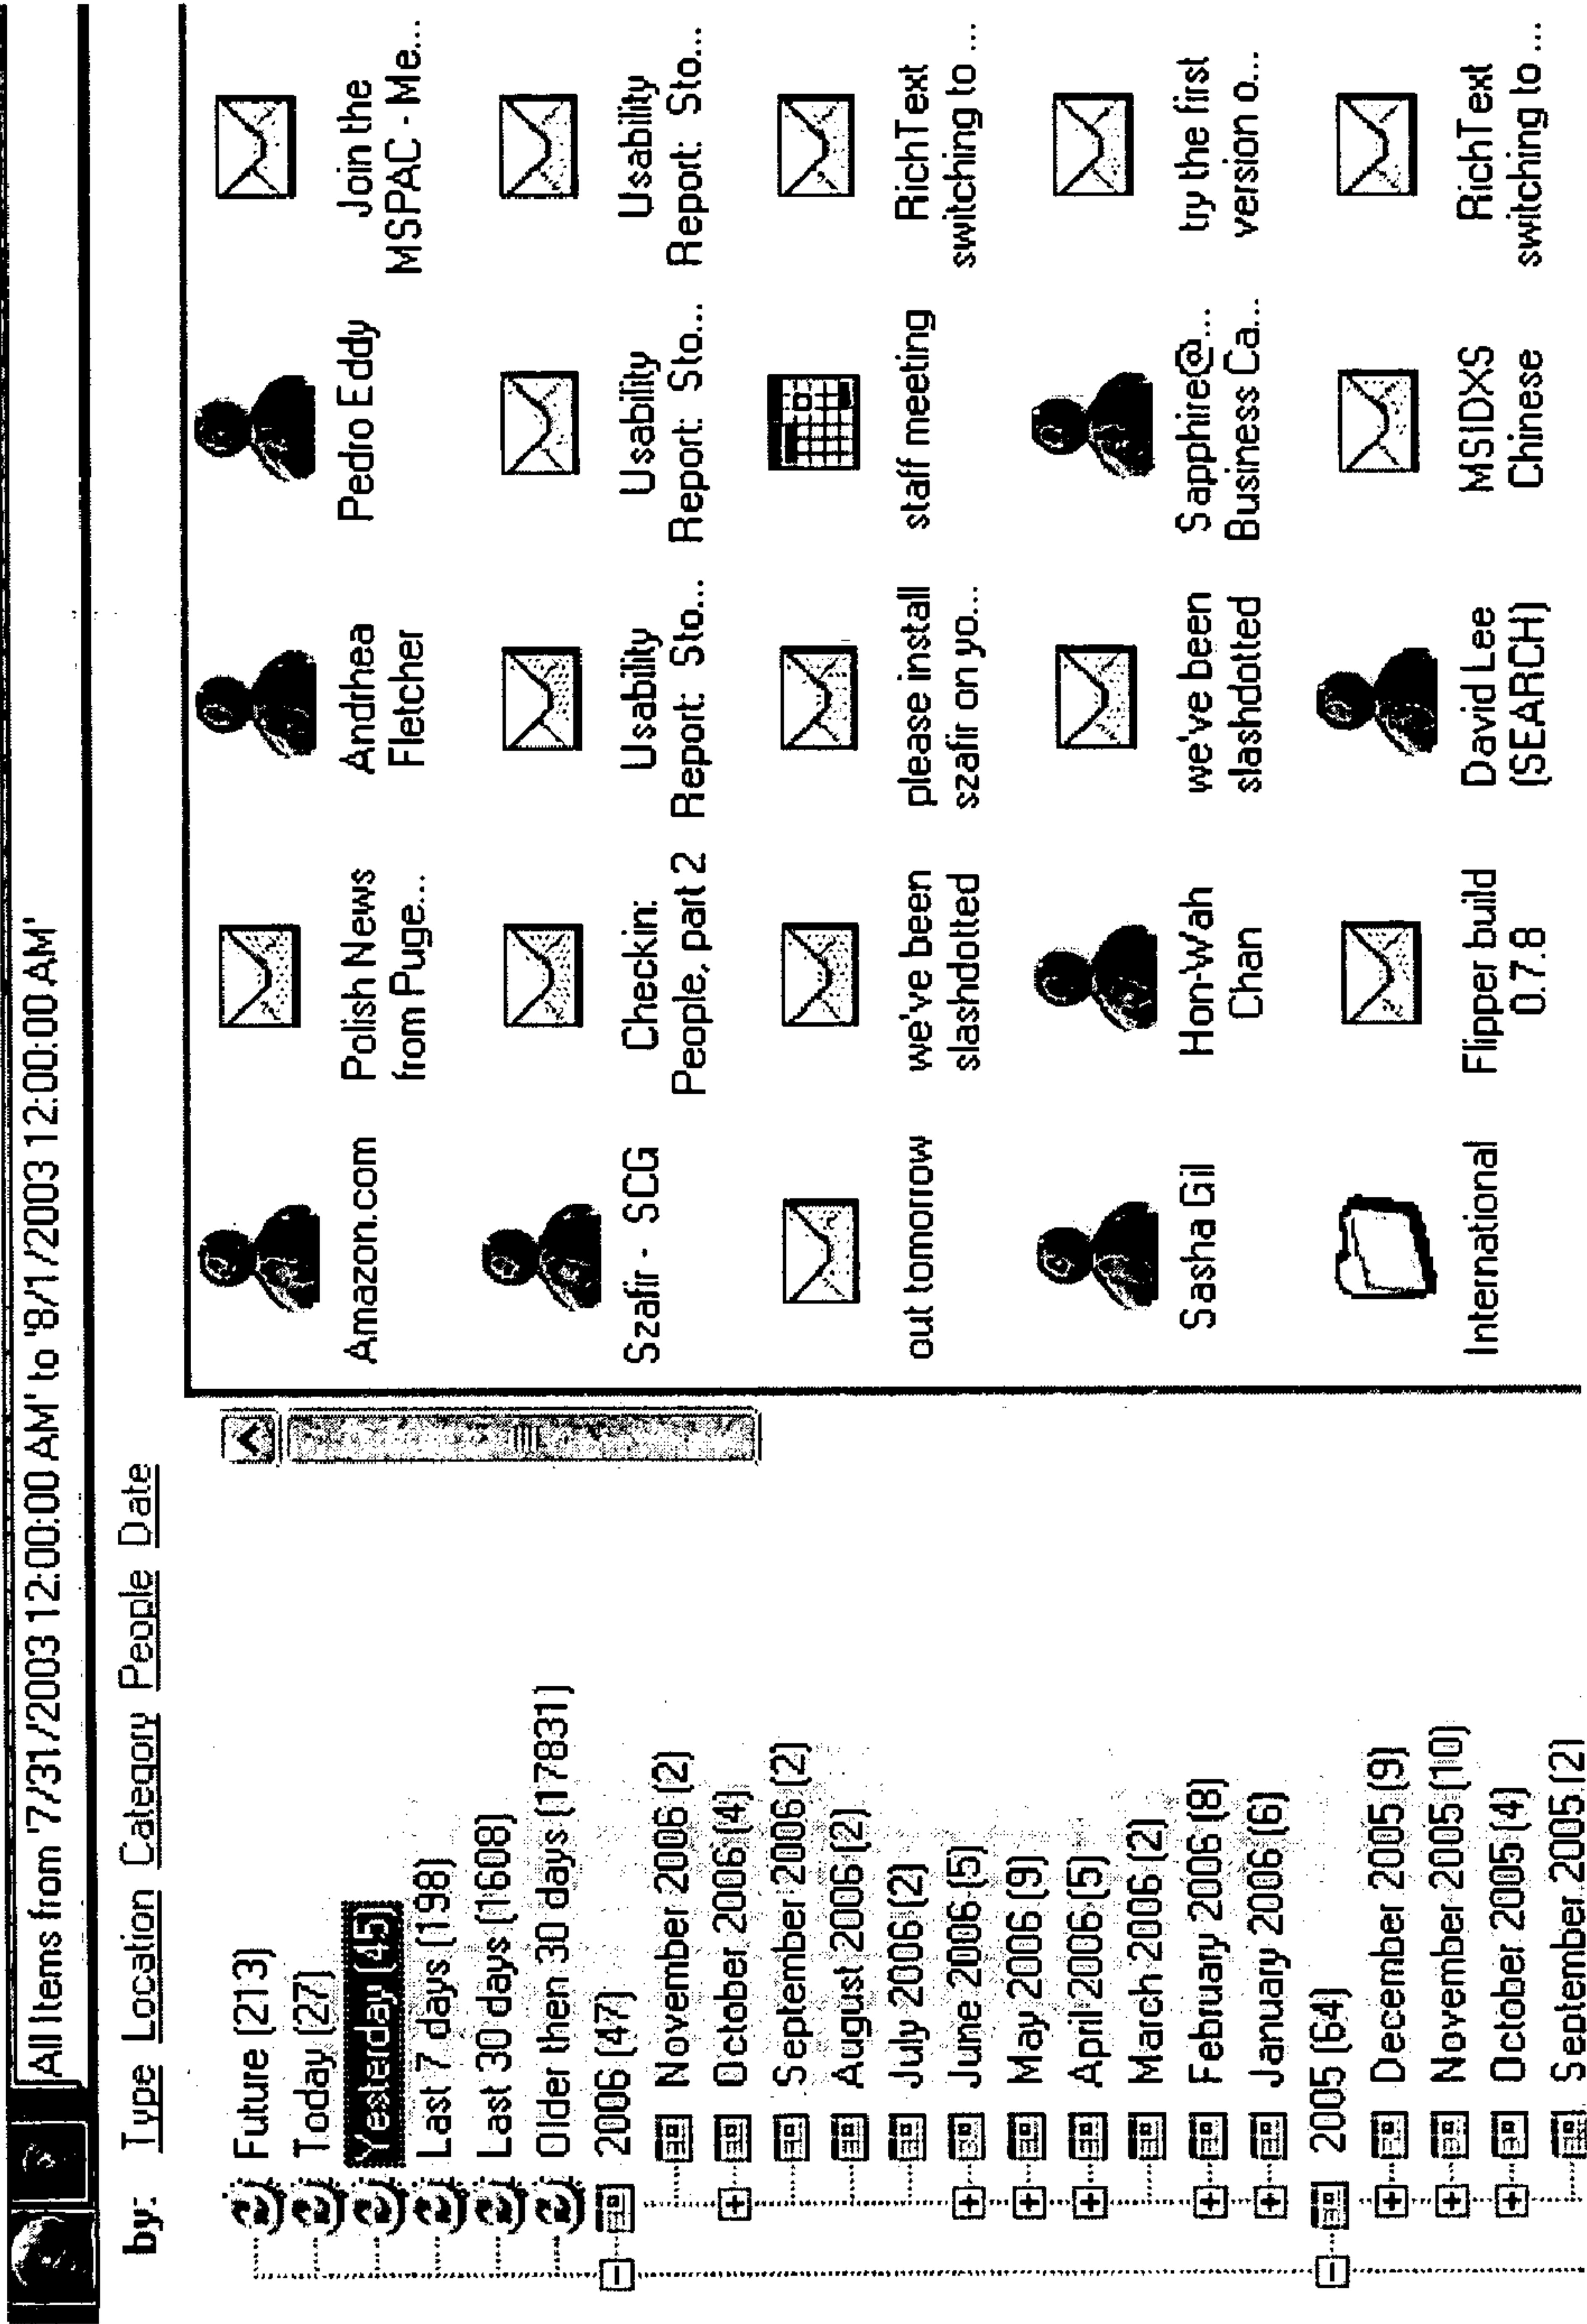 All Items from '7/31/2003 12:00:00 AM' to '8/1/2003 12:00:00 AM'
by: Type Location Category People Date
Future (213)
Today (27)
Yesterday (45)
Last 7 days (198)
Last 30 days (1608)
Older then 30 days (17831)
2006 (47)
November 2006 (2)
October 2006 (4)
September 2006 (2)
August 2006 (2)
July 2006 (2)
June 2006 (5)
May 2006 (9)
April 2006 (5)
March 2006 (2)
February 2006 (8)
January 2006 (6)
2005 (64)
December 2005 (9)
November 2005 (10)
October 2005 (4)
September 2005 (2)
Amazon.com
Polish News
from Puge...
Andrhea
Fletcher
Pedro Eddy
Join the
MSPAC - Me...
Szafir - SCG
Checkin:
People, part 2
Usability
Report: Sto...
Usability
Report: Sto...
Usability
Report: Sto...
out tomorrow
we've been
slashdotted
please install
szafir on yo...
staff meeting
RichText
switching to ...
Sasha Gil
Hon-Wah
Chan
we've been
slashdotted
Sapphire@...
Business Ca...
try the first
version o...
International
Flipper build
0.7.8
David Lee
(SEARCH)
MSIDXS
Chinese
RichText
switching to ...